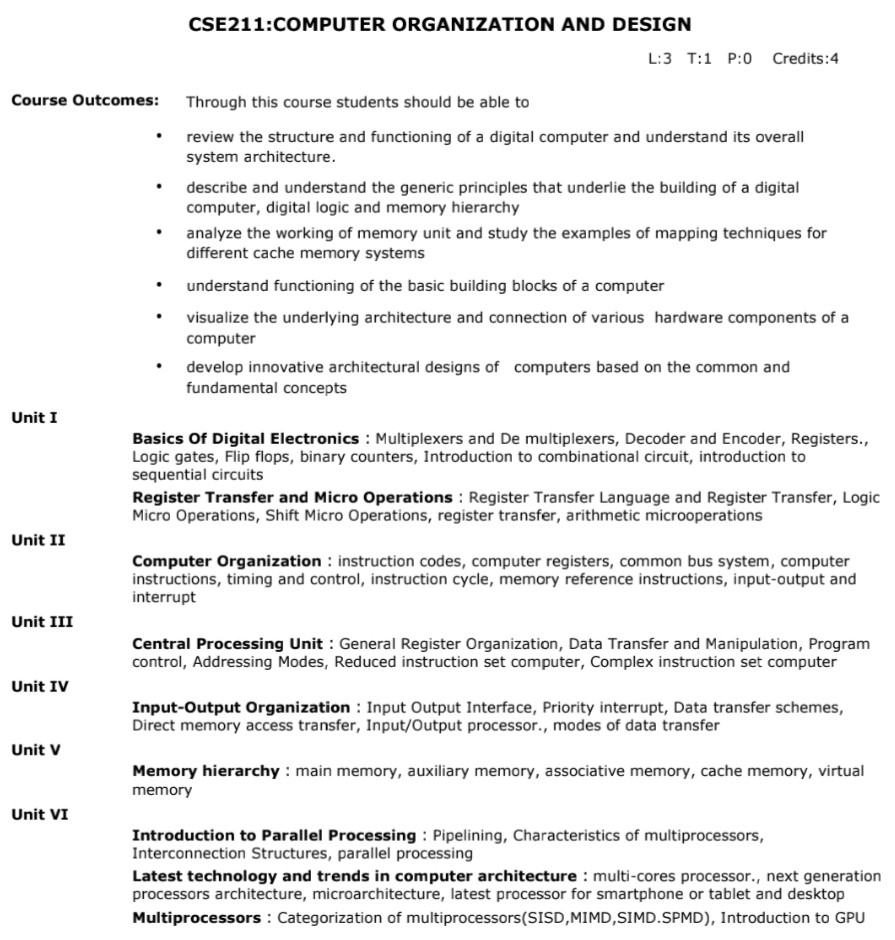 CSE211:COMPUTER ORGANIZATION AND DESIGN
L:3 T:1 P:0 Credits:4
Course Outcomes: Through this course students should be able to
• review the structure and functioning of a digital computer and understand its overall
system architecture.
• describe and understand the generic principles that underlie the building of a digital
computer, digital logic and memory hierarchy
• analyze the working of memory unit and study the examples of mapping techniques for
different cache memory systems
• understand functioning of the basic building blocks of a computer
• visualize the underlying architecture and connection of various hardware components of a
computer
• develop innovative architectural designs of computers based on the common and
fundamental concepts
Unit I
Basics Of Digital Electronics : Multiplexers and De multiplexers, Decoder and Encoder, Registers.,
Logic gates, Flip flops, binary counters, Introduction to combinational circuit, introduction to
sequential circuits
Register Transfer and Micro Operations : Register Transfer Language and Register Transfer, Logic
Micro Operations, Shift Micro Operations, register transfer, arithmetic microoperations
Unit II
Computer Organization : instruction codes, computer registers, common bus system, computer
instructions, timing and control, instruction cycle, memory reference instructions, input-output and
interrupt
Unit III
Central Processing Unit : General Register Organization, Data Transfer and Manipulation, Program
control, Addressing Modes, Reduced instruction set computer, Complex instruction set computer
Unit IV
Input-Output Organization : Input Output Interface, Priority interrupt, Data transfer schemes,
Direct memory access transfer, Input/Output processor., modes of data transfer
Unit V
Memory hierarchy : main memory, auxiliary memory, associative memory, cache memory, virtual
memory
Unit VI
Introduction to Parallel Processing : Pipelining, Characteristics of multiprocessors,
Interconnection Structures, parallel processing
Latest technology and trends in computer architecture : multi-cores processor., next generation
processors architecture, microarchitecture, latest processor for smartphone or tablet and desktop
Multiprocessors : Categorization of multiprocessors(SISD,MIMD,SIMD.SPMD), Introduction to GPU